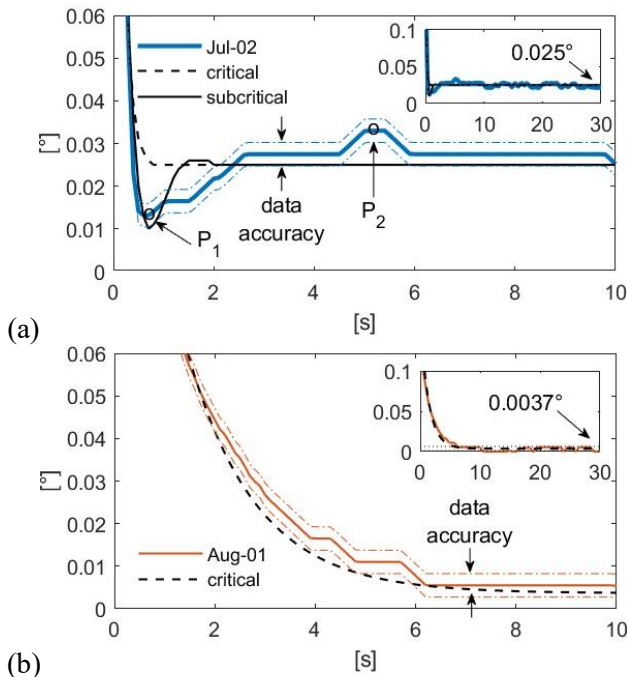 0.06
0.05
0.04
0.03
0.02
0.01
0
[°]
Jul-02
critical
subcritical
0.1
0.05
0
0.025°
0 10 20 30
data
accuracy
P1
P2
0 2 4 6 8 10
[s]
(a)
0.06
0.05
0.04
0.03
0.02
0.01
0
[°]
0.1
0.05
0
0.0037°
0 10 20 30
data
accuracy
Aug-01
critical
0 2 4 6 8 10
[s]
(b)